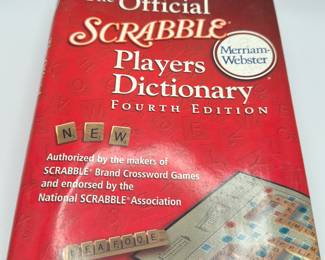 The Official
SCRABBLE®
Players
Dictionary
Merriam-
Webster
FOURTH EDITION
NEW
Authorized by the makers of
SCRABBLE® Brand Crossword Games
and endorsed by the
National SCRABBLE® Association